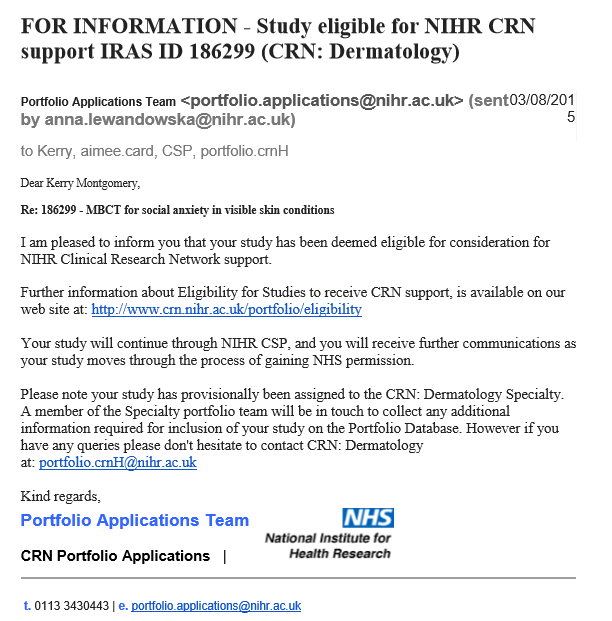 FOR INFORMATION - Study eligible for NIHR CRN
support IRAS ID 186299 (CRN: Dermatology)
Portfolio Applications Team <portfolio.applications@nihr.ac.uk> (sent 03/08/201
by anna.lewandowska@nihr.ac.uk) 5
to Kerry, aimee.card, CSP, portfolio.crnH
Dear Kerry Montgomery,
Re: 186299 - MBCT for social anxiety in visible skin conditions
I am pleased to inform you that your study has been deemed eligible for consideration for
NIHR Clinical Research Network support.
Further information about Eligibility for Studies to receive CRN support, is available on our
web site at: http://www.crn.nihr.ac.uk/portfolio/eligibility
Your study will continue through NIHR CSP, and you will receive further communications as
your study moves through the process of gaining NHS permission.
Please note your study has provisionally been assigned to the CRN: Dermatology Specialty.
A member of the Specialty portfolio team will be in touch to collect any additional
information required for inclusion of your study on the Portfolio Database. However if you
have any queries please don't hesitate to contact CRN: Dermatology
at: portfolio.crnH@nihr.ac.uk
Kind regards,
Portfolio Applications Team
CRN Portfolio Applications |
NHS
National Institute for
Health Research
t. 0113 3430443 | e. portfolio.applications@nihr.ac.uk